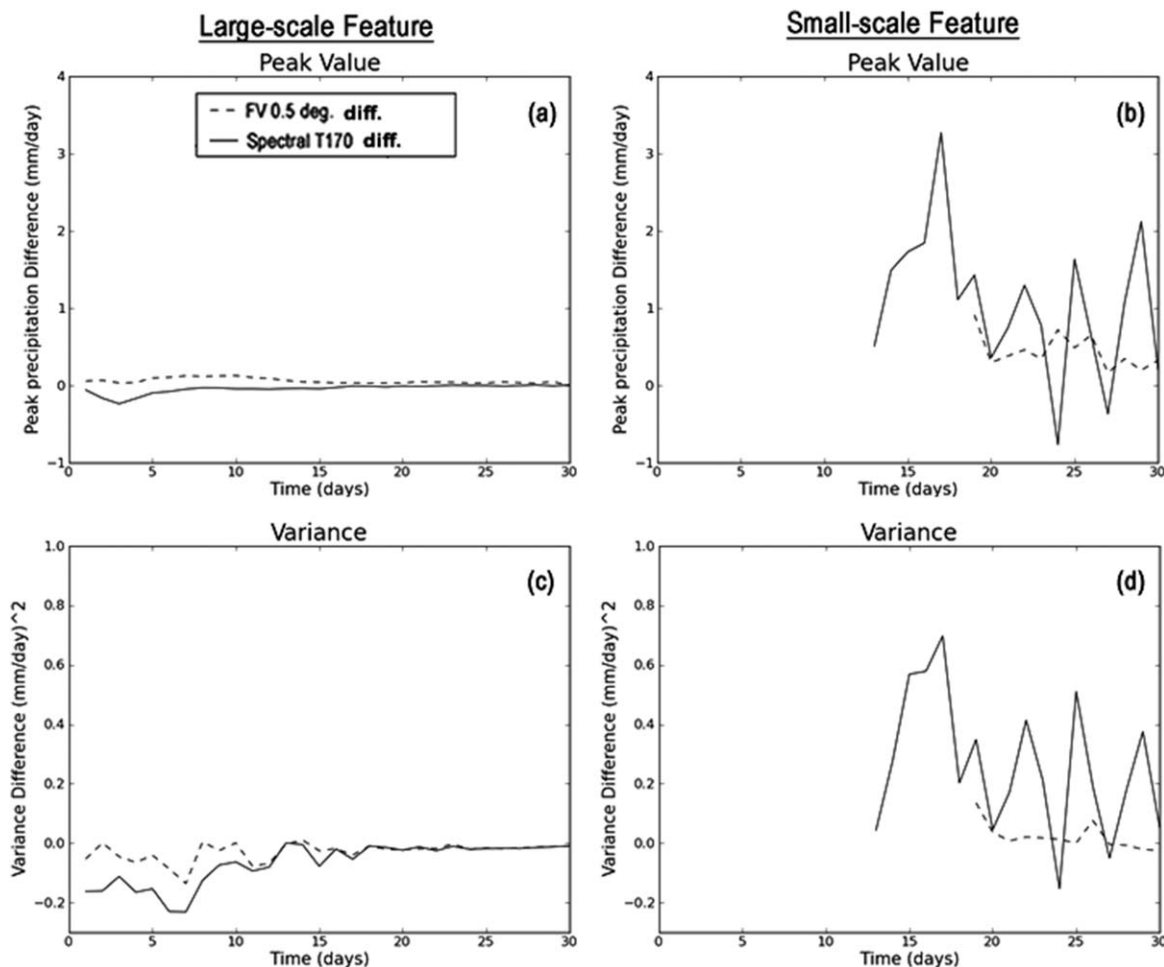 Large-scale Feature
Peak Value
4
3
2
1
0
−1
Peak precipitation Difference (mm/day)
FV 0.5 deg. diff.
Spectral T170 diff.
(a)
0 5 10 15 20 25 30
Time (days)
Small-scale Feature
Peak Value
4
3
2
1
0
−1
Peak precipitation Difference (mm/day)
(b)
0 5 10 15 20 25 30
Time (days)
Variance
1.0
0.8
0.6
0.4
0.2
0.0
−0.2
Variance Difference (mm/day)^2
(c)
0 5 10 15 20 25 30
Time (days)
Variance
1.0
0.8
0.6
0.4
0.2
0.0
−0.2
Variance Difference (mm/day)^2
(d)
0 5 10 15 20 25 30
Time (days)